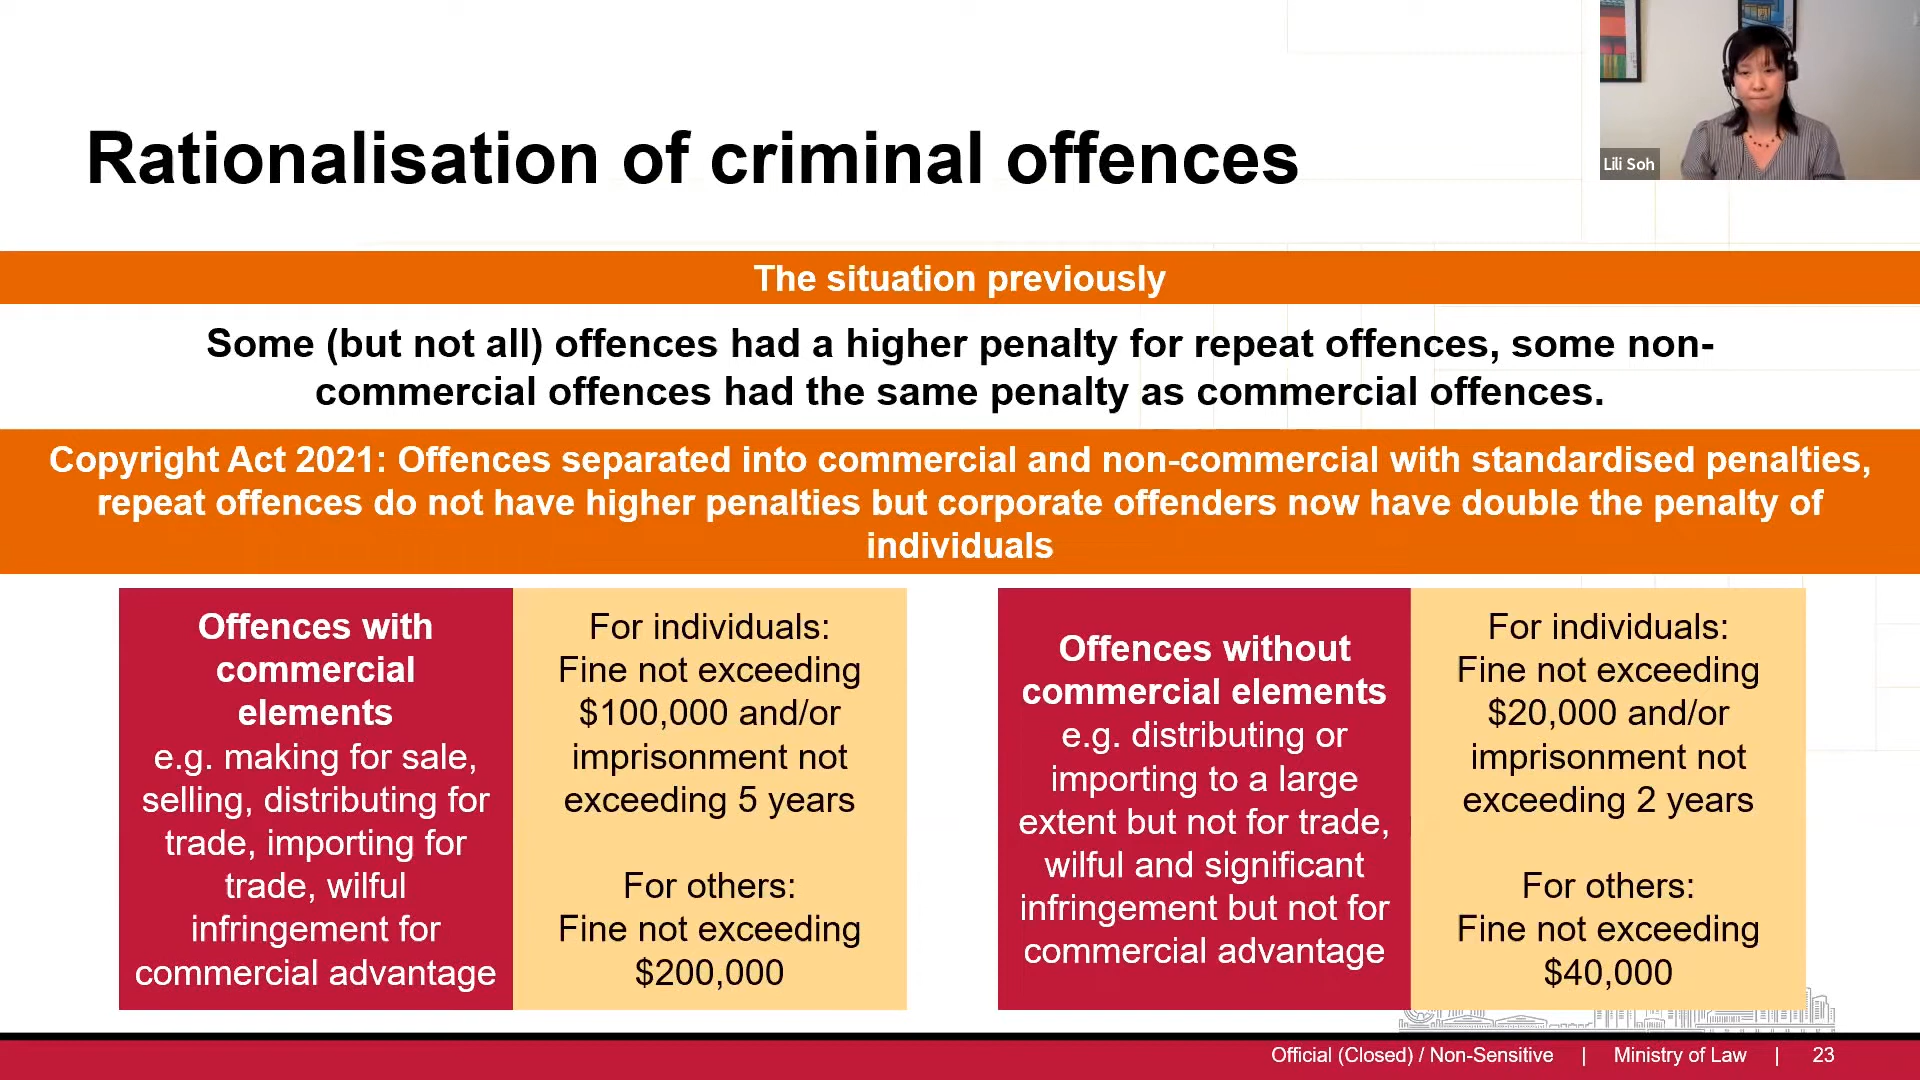 Rationalisation of criminal offences
Lili Soh
The situation previously
Some (but not all) offences had a higher penalty for repeat offences, some non-
commercial offences had the same penalty as commercial offences.
Copyright Act 2021: Offences separated into commercial and non-commercial with standardised penalties,
repeat offences do not have higher penalties but corporate offenders now have double the penalty of
individuals
Offences with
commercial
elements
e.g. making for sale,
selling, distributing for
trade, importing for
trade, wilful
infringement for
commercial advantage
For individuals:
Fine not exceeding
$100,000 and/or
imprisonment not
exceeding 5 years
For others:
Fine not exceeding
$200,000
Offences without
commercial elements
e.g. distributing or
importing to a large
extent but not for trade,
wilful and significant
infringement but not for
commercial advantage
For individuals:
Fine not exceeding
$20,000 and/or
imprisonment not
exceeding 2 years
For others:
Fine not exceeding
$40,000
Official (Closed) / Non-Sensitive | Ministry of Law | 23